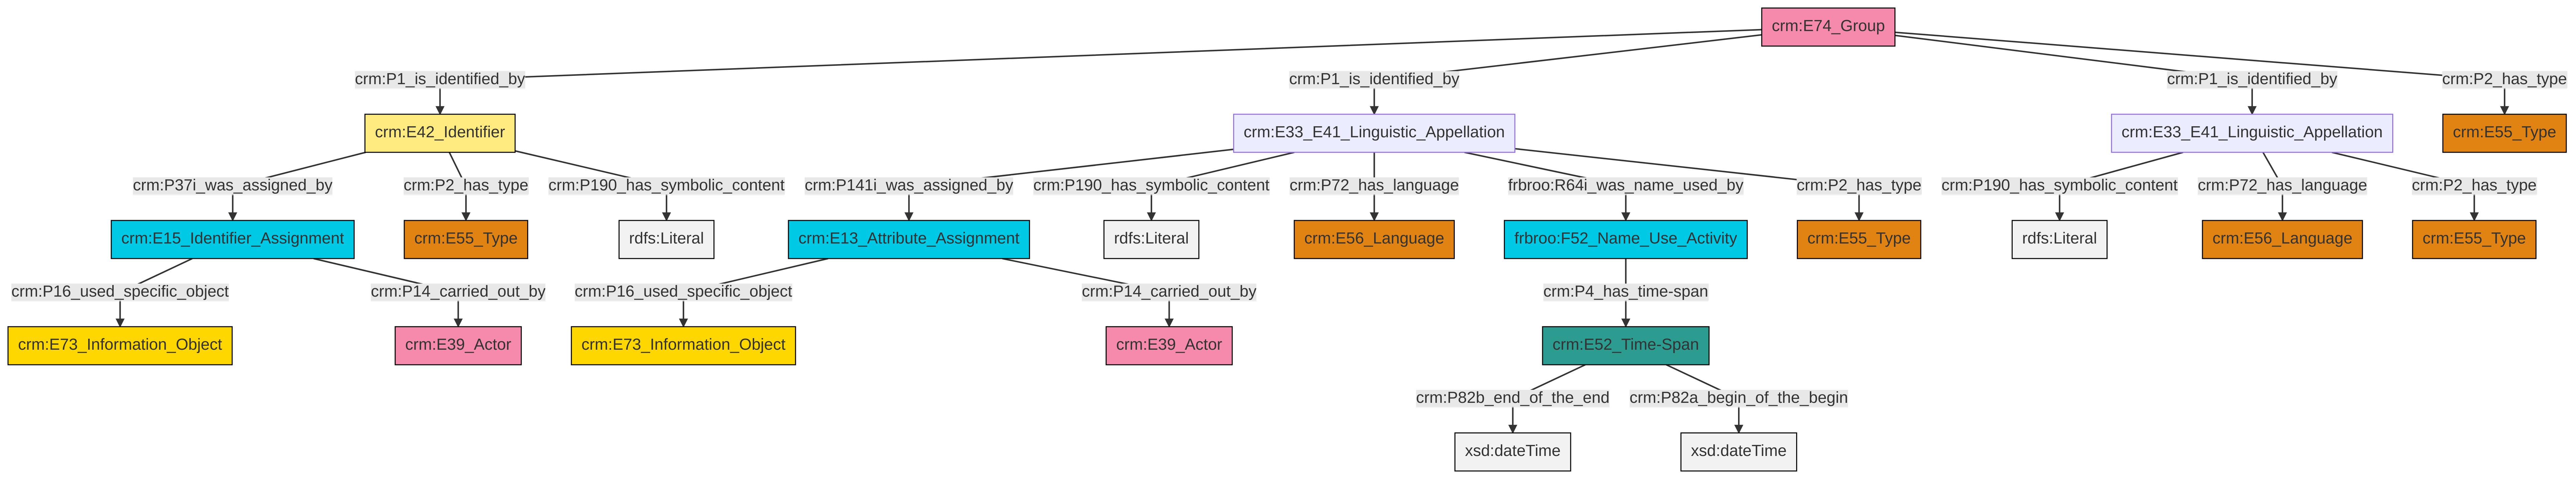 crm:E74_Group
crm:P1_is_identified_by
crm:P1_is_identified_by
crm:P1_is_identified_by
crm:P2_has_type
crm:E42_Identifier
crm:E33_E41_Linguistic_Appellation
crm:E33_E41_Linguistic_Appellation
crm:E55_Type
crm:P37i_was_assigned_by
crm:P2_has_type
crm:P190_has_symbolic_content
crm:P141i_was_assigned_by
crm:P190_has_symbolic_content
crm:P72_has_language
frbroo:R64i_was_name_used_by
crm:P2_has_type
crm:P190_has_symbolic_content
crm:P72_has_language
crm:P2_has_type
crm:E15_Identifier_Assignment
crm:E55_Type
rdfs:Literal
crm:E13_Attribute_Assignment
rdfs:Literal
crm:E56_Language
frbroo:F52_Name_Use_Activity
crm:E55_Type
rdfs:Literal
crm:E56_Language
crm:E55_Type
crm:P16_used_specific_object
crm:P14_carried_out_by
crm:P16_used_specific_object
crm:P14_carried_out_by
crm:P4_has_time-span
crm:E73_Information_Object
crm:E39_Actor
crm:E73_Information_Object
crm:E39_Actor
crm:E52_Time-Span
crm:P82b_end_of_the_end
crm:P82a_begin_of_the_begin
xsd:dateTime
xsd:dateTime